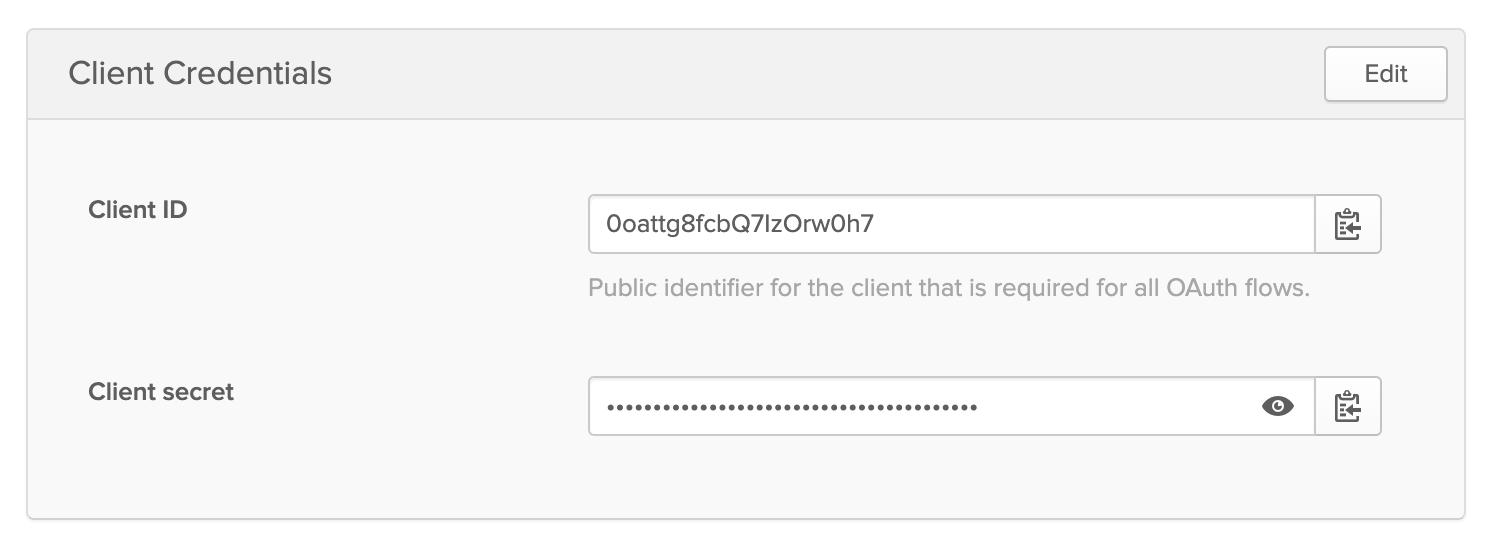 Client Credentials
Edit
Client ID
0oattg8fcbQ7IzOrw0h7
Public identifier for the client that is required for all OAuth flows.
Client secret
••••••••••••••••••••••••••••••••••••••••